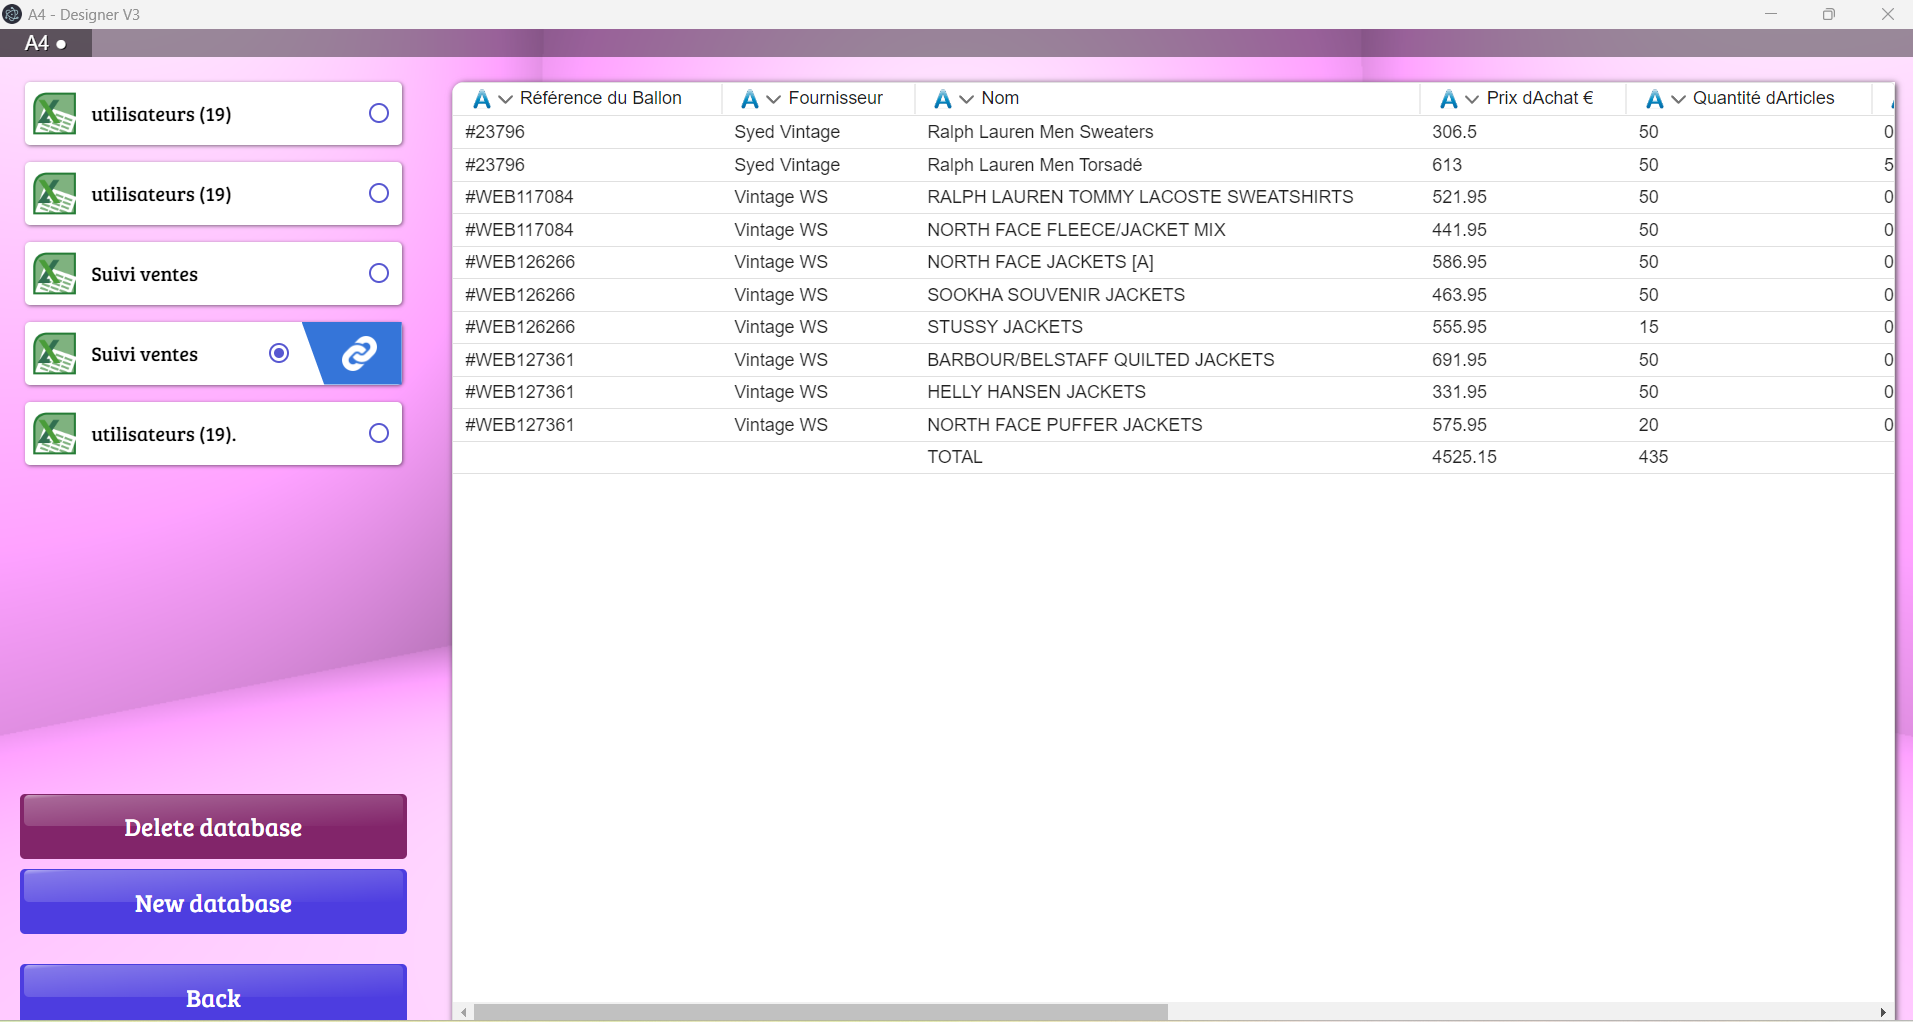 A4 - Designer V3
A4 ●
utilisateurs (19)
utilisateurs (19)
Suivi ventes
Suivi ventes
utilisateurs (19).
Delete database
New database
Back
Référence du Ballon Fournisseur Nom Prix dAchat € Quantité dArticles
#23796 Syed Vintage Ralph Lauren Men Sweaters 306.5 50 0
#23796 Syed Vintage Ralph Lauren Men Torsadé 613 50 5
#WEB117084 Vintage WS RALPH LAUREN TOMMY LACOSTE SWEATSHIRTS 521.95 50 0
#WEB117084 Vintage WS NORTH FACE FLEECE/JACKET MIX 441.95 50 0
#WEB126266 Vintage WS NORTH FACE JACKETS [A] 586.95 50 0
#WEB126266 Vintage WS SOOKHA SOUVENIR JACKETS 463.95 50 0
#WEB126266 Vintage WS STUSSY JACKETS 555.95 15 0
#WEB127361 Vintage WS BARBOUR/BELSTAFF QUILTED JACKETS 691.95 50 0
#WEB127361 Vintage WS HELLY HANSEN JACKETS 331.95 50 0
#WEB127361 Vintage WS NORTH FACE PUFFER JACKETS 575.95 20 0
TOTAL 4525.15 435